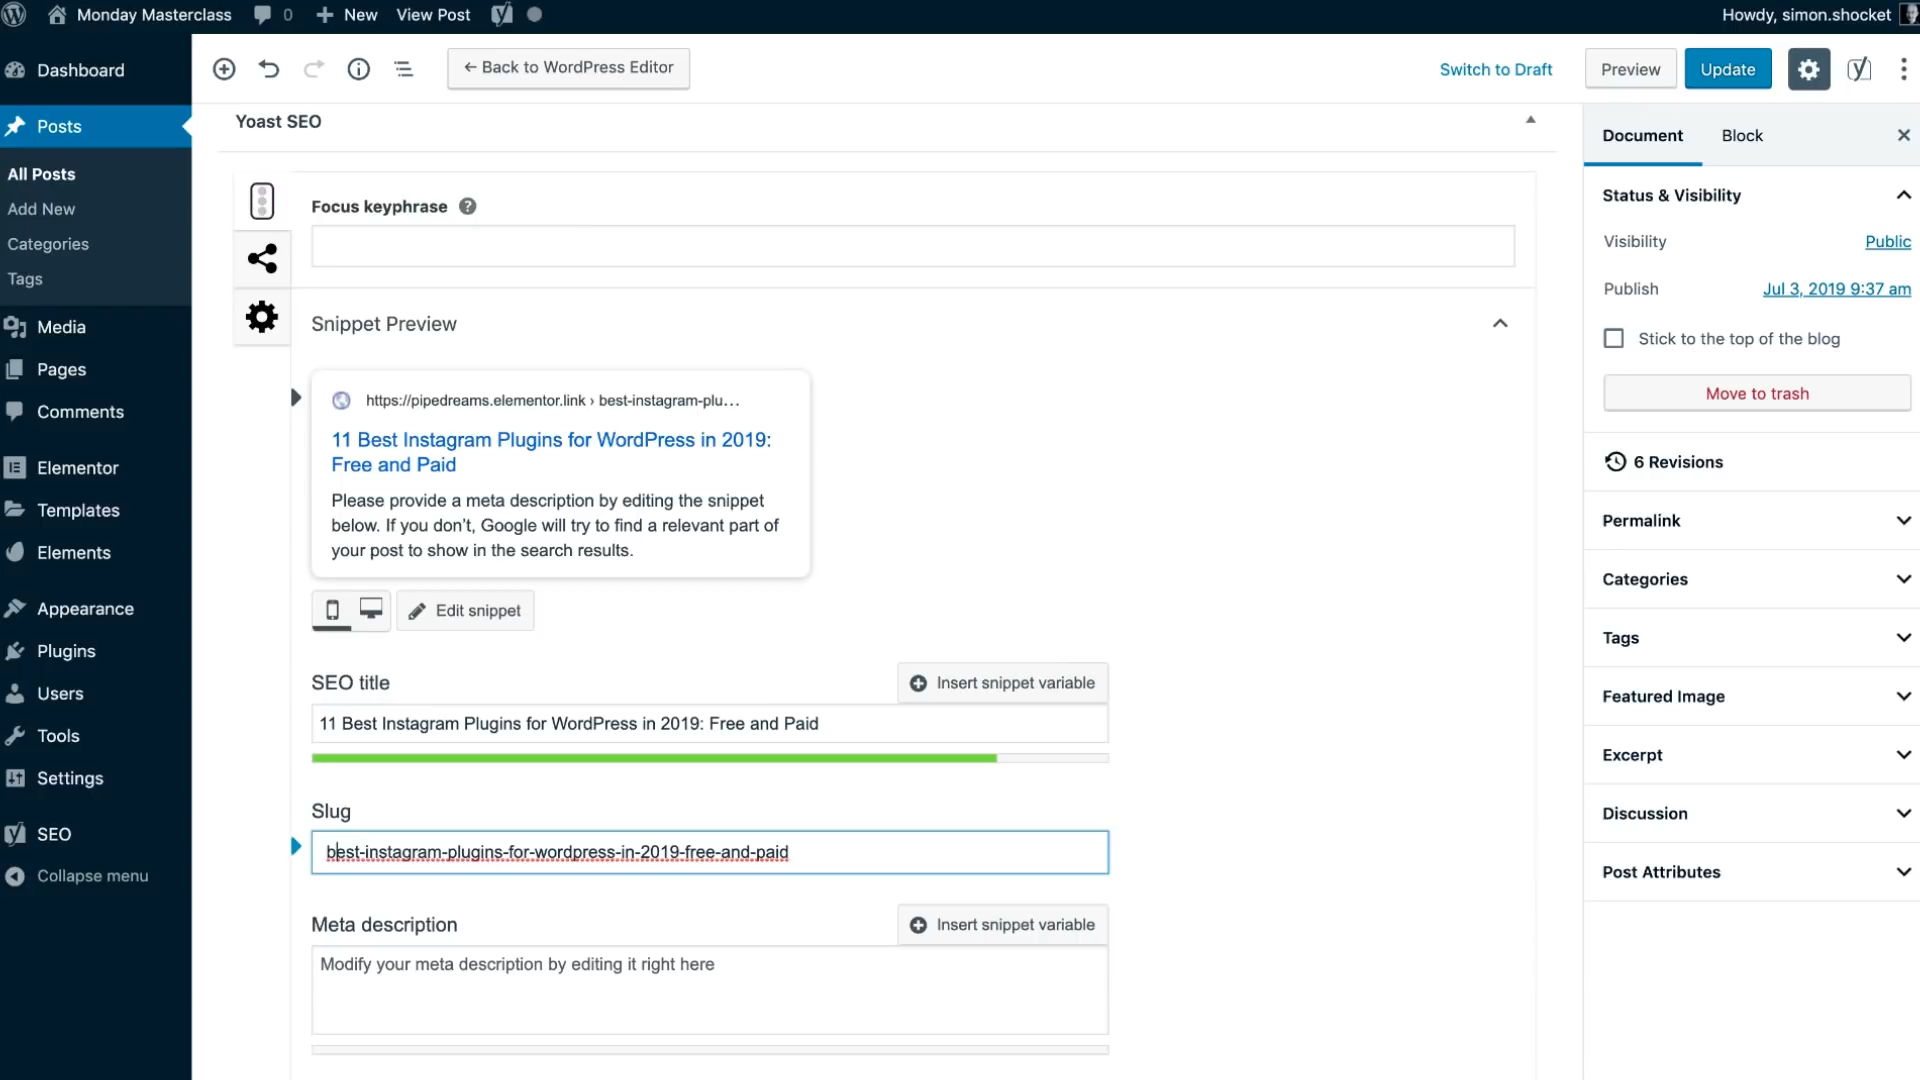 Monday Masterclass 0 New View Post
Howdy, simon.shocket
Dashboard
Posts
All Posts
Add New
Categories
Tags
Media
Pages
Comments
Elementor
Templates
Elements
Appearance
Plugins
Users
Tools
Settings
SEO
Collapse menu
← Back to WordPress Editor
Switch to Draft
Preview
Update
Yoast SEO
Focus keyphrase ?
Snippet Preview
https://pipedreams.elementor.link › best-instagram-plu…
11 Best Instagram Plugins for WordPress in 2019:
Free and Paid
Please provide a meta description by editing the snippet
below. If you don’t, Google will try to find a relevant part of
your post to show in the search results.
Edit snippet
SEO title
Insert snippet variable
11 Best Instagram Plugins for WordPress in 2019: Free and Paid
Slug
best-instagram-plugins-for-wordpress-in-2019-free-and-paid
Meta description
Insert snippet variable
Modify your meta description by editing it right here
Document
Block
Status & Visibility
Visibility
Public
Publish
Jul 3, 2019 9:37 am
Stick to the top of the blog
Move to trash
6 Revisions
Permalink
Categories
Tags
Featured Image
Excerpt
Discussion
Post Attributes